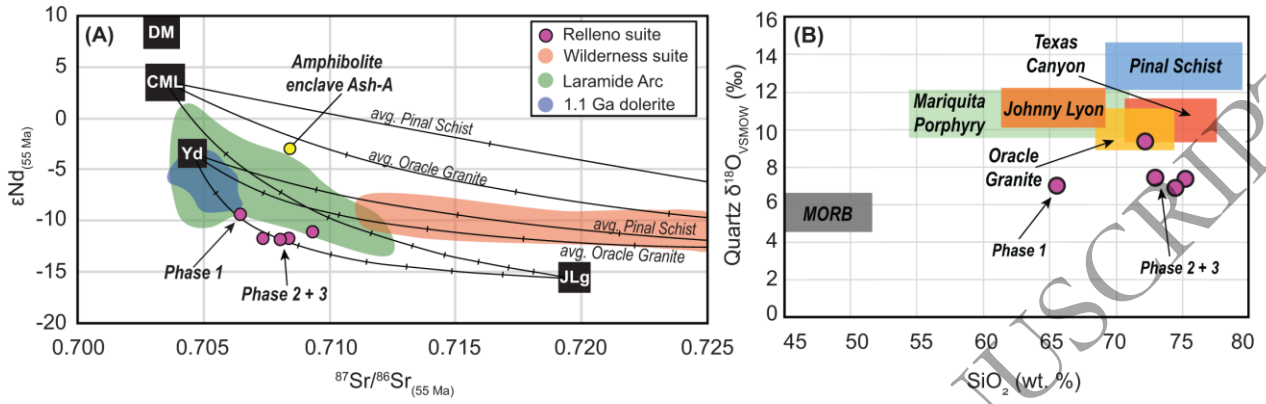 (A)
εNd(55 Ma)
10
5
0
-5
-10
-15
-20
DM
CML
Yd
JLg
Amphibolite
enclave Ash-A
Relleno suite
Wilderness suite
Laramide Arc
1.1 Ga dolerite
avg. Pinal Schist
avg. Oracle Granite
avg. Pinal Schist
avg. Oracle Granite
Phase 1
Phase 2 + 3
0.700 0.705 0.710 0.715 0.720 0.725
⁸⁷Sr/⁸⁶Sr(55 Ma)
(B)
Quartz δ¹⁸O VSMOW (‰)
18
16
14
12
10
8
6
4
2
0
Texas
Canyon
Pinal Schist
Mariquita
Porphyry
Johnny Lyon
Oracle
Granite
MORB
Phase 1
Phase 2 + 3
45 50 55 60 65 70 75 80
SiO₂ (wt. %)
USCRIPT